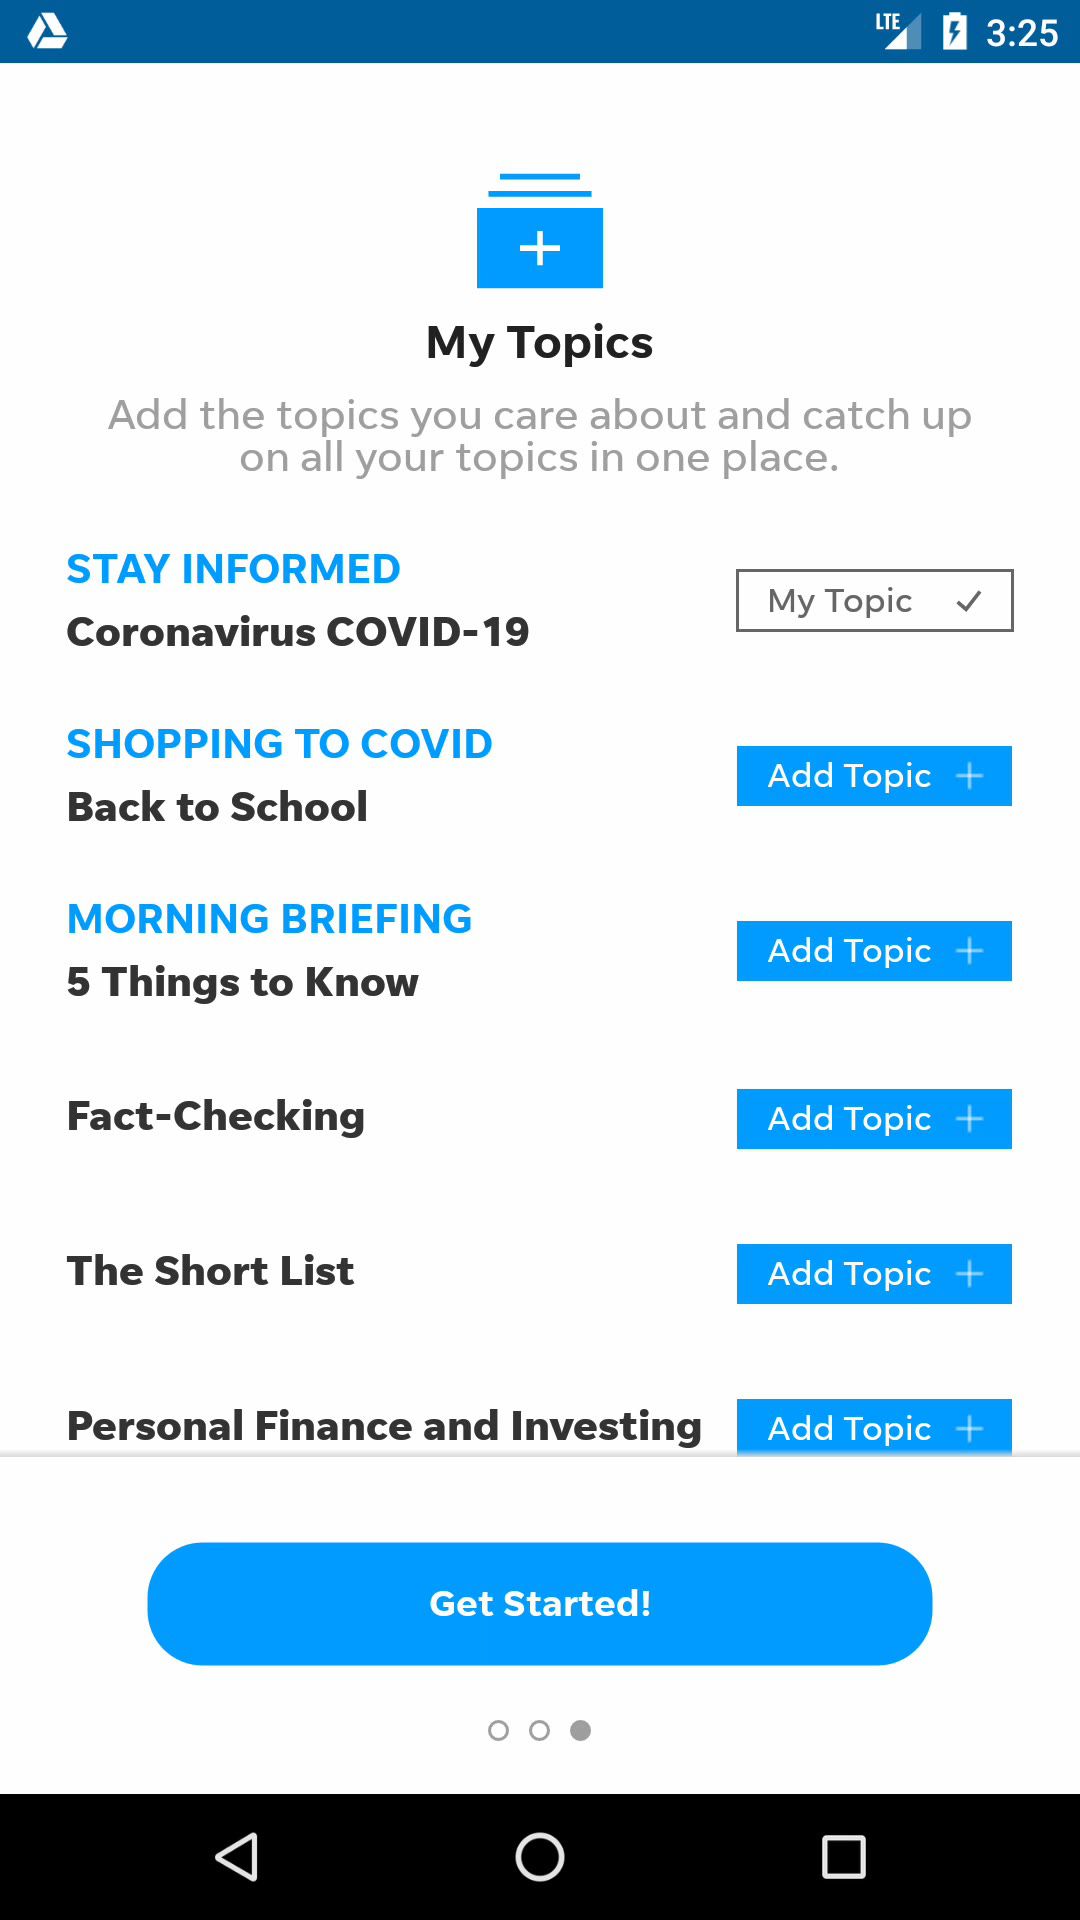 LTE 3:25
My Topics
Add the topics you care about and catch up
on all your topics in one place.
STAY INFORMED
Coronavirus COVID-19
My Topic
SHOPPING TO COVID
Back to School
Add Topic
MORNING BRIEFING
5 Things to Know
Add Topic
Fact-Checking
Add Topic
The Short List
Add Topic
Personal Finance and Investing
Add Topic
Get Started!